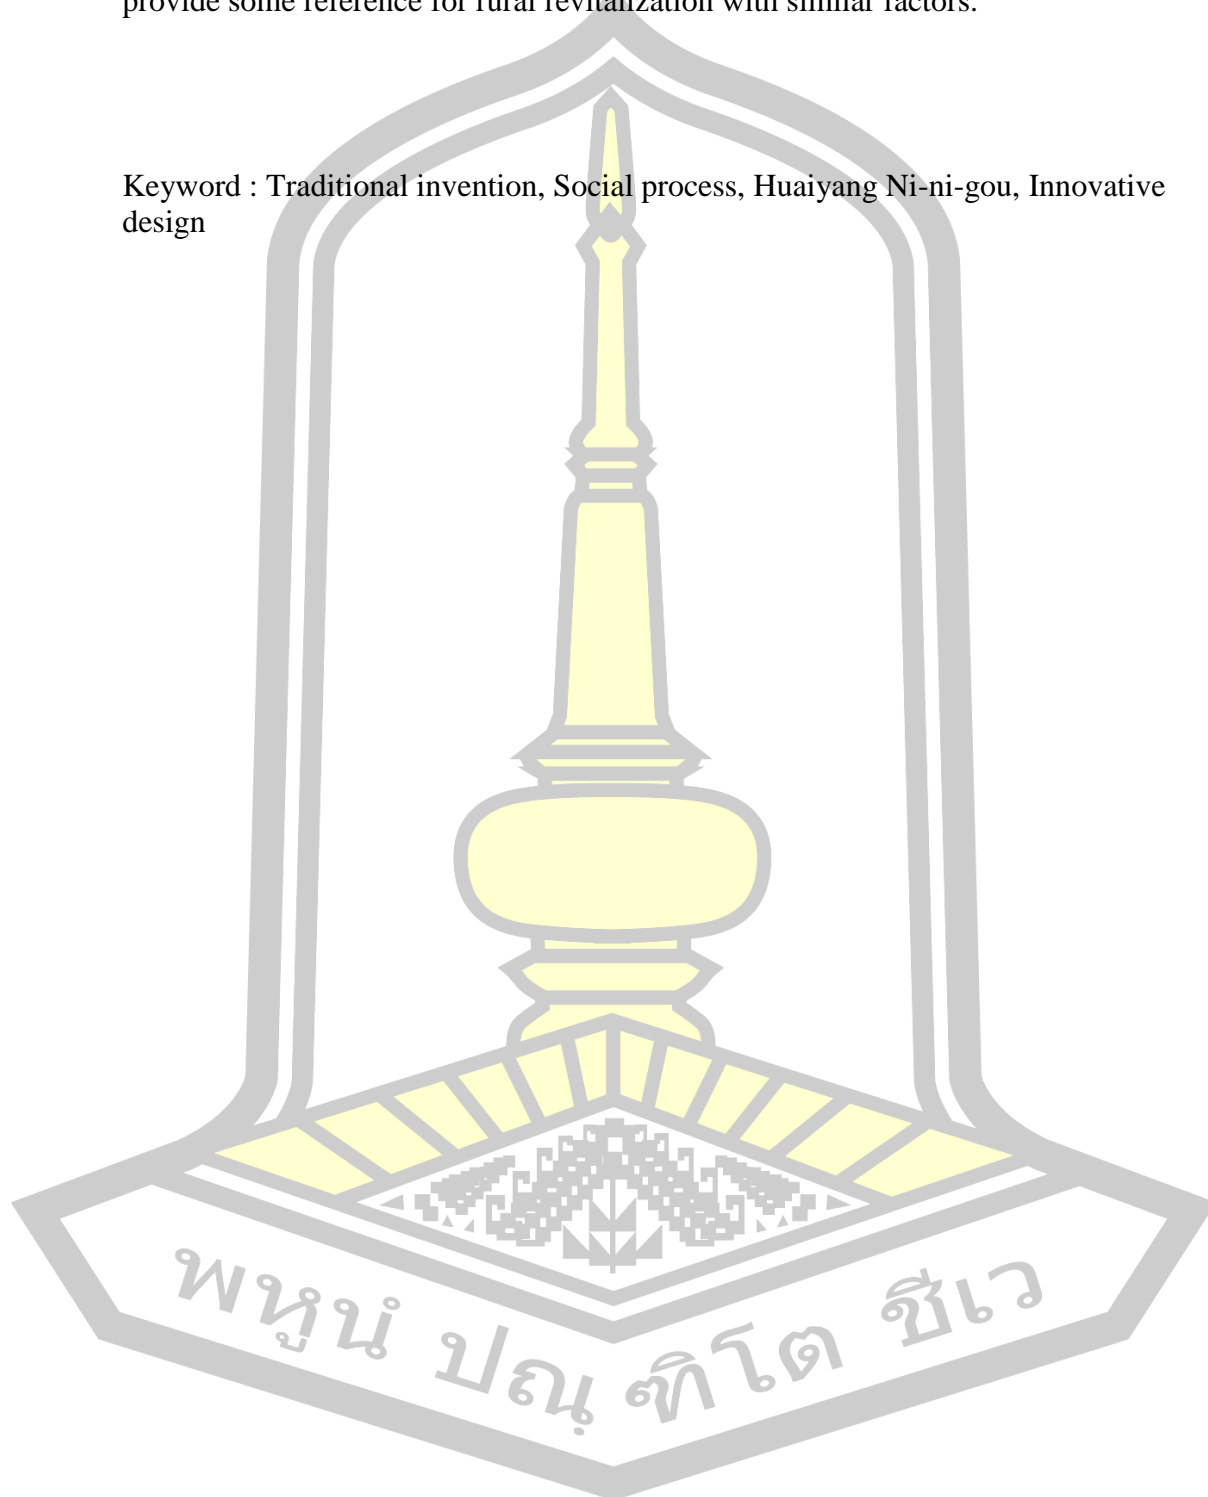 provide some reference for rural revitalization with similar factors.
Keyword : Traditional invention, Social process, Huaiyang Ni-ni-gou, Innovative
design
พหูนํ ปณฺฑิโต ชีเว